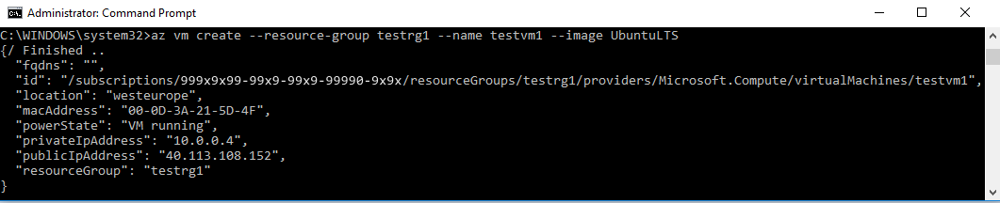 Administrator: Command Prompt
C:\WINDOWS\system32>az vm create --resource-group testrg1 --name testvm1 --image UbuntuLTS
{/ Finished ..
  "fqdns": "",
  "id": "/subscriptions/999x9x99-99x9-99x9-99990-9x9x/resourceGroups/testrg1/providers/Microsoft.Compute/virtualMachines/testvm1",
  "location": "westeurope",
  "macAddress": "00-0D-3A-21-5D-4F",
  "powerState": "VM running",
  "privateIpAddress": "10.0.0.4",
  "publicIpAddress": "40.113.108.152",
  "resourceGroup": "testrg1"
}